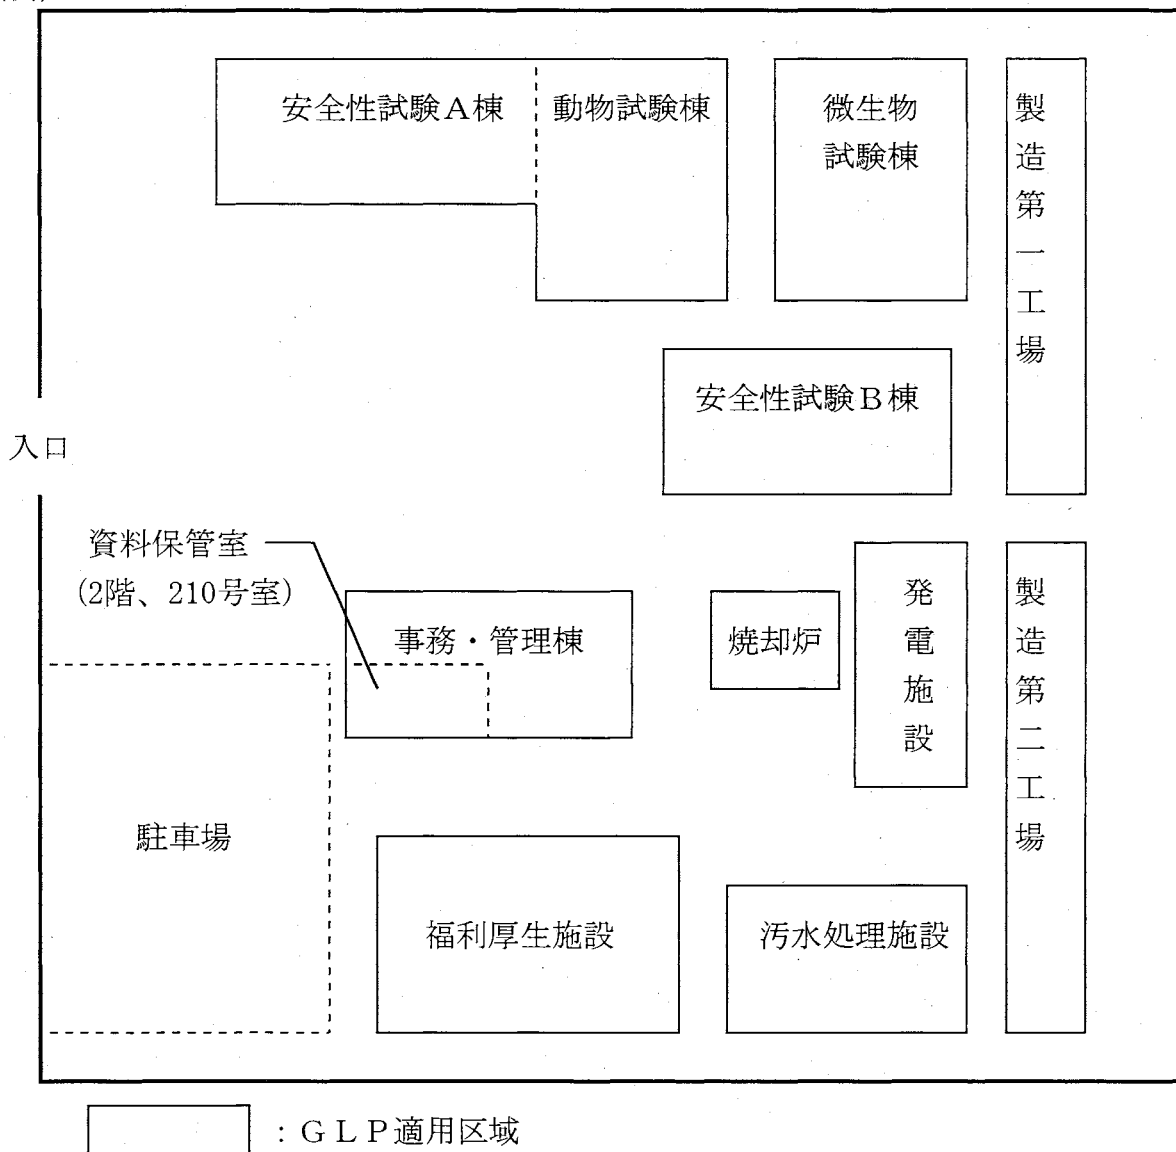 安全性試験A棟
動物試験棟
微生物
試験棟
製造第一工場
安全性試験B棟
入口
資料保管室
(2階、210号室)
事務・管理棟
焼却炉
発電施設
製造第二工場
駐車場
福利厚生施設
汚水処理施設
:GLP適用区域